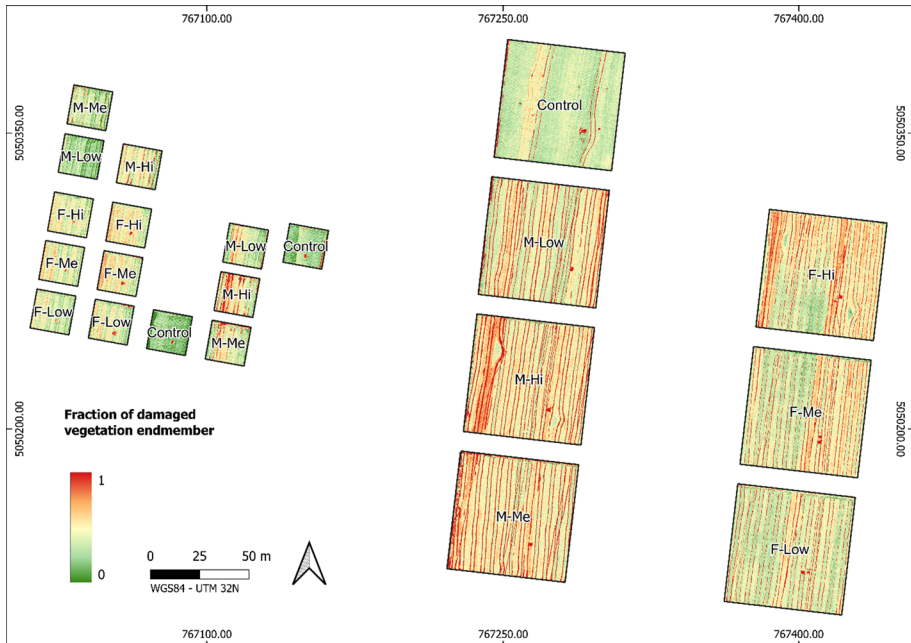 767100.00
767250.00
767400.00
5050350.00
5050350.00
M-Me
M-Low
M-Hi
F-Hi
F-Hi
F-Me
F-Me
F-Low
F-Low
Control
M-Low
Control
M-Hi
M-Me
Control
M-Low
M-Hi
M-Me
F-Hi
F-Me
F-Low
5050200.00
5050200.00
Fraction of damaged
vegetation endmember
1
0
0 25 50 m
WGS84 - UTM 32N
767100.00
767250.00
767400.00